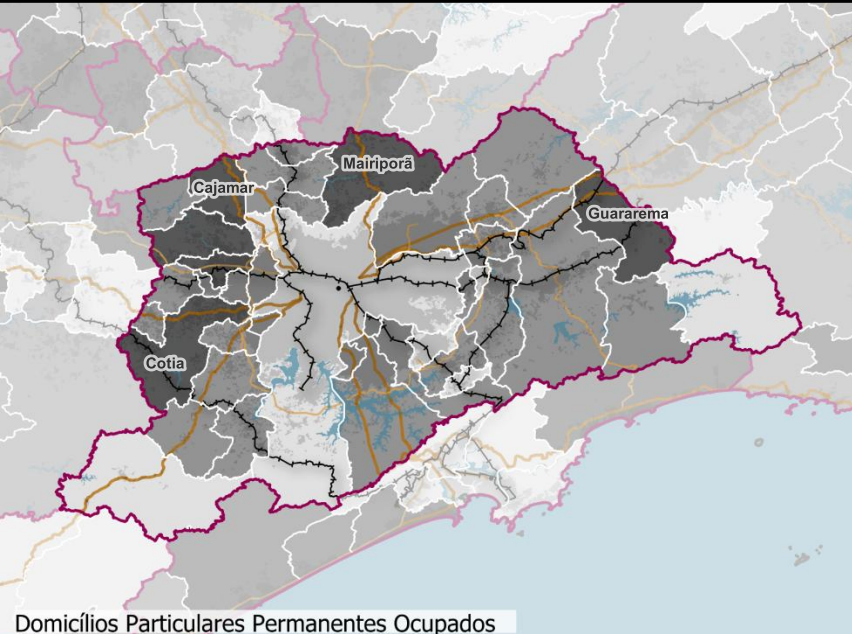 Mairiporã
Cajamar
Guararema
Cotia
Domicílios Particulares Permanentes Ocupados